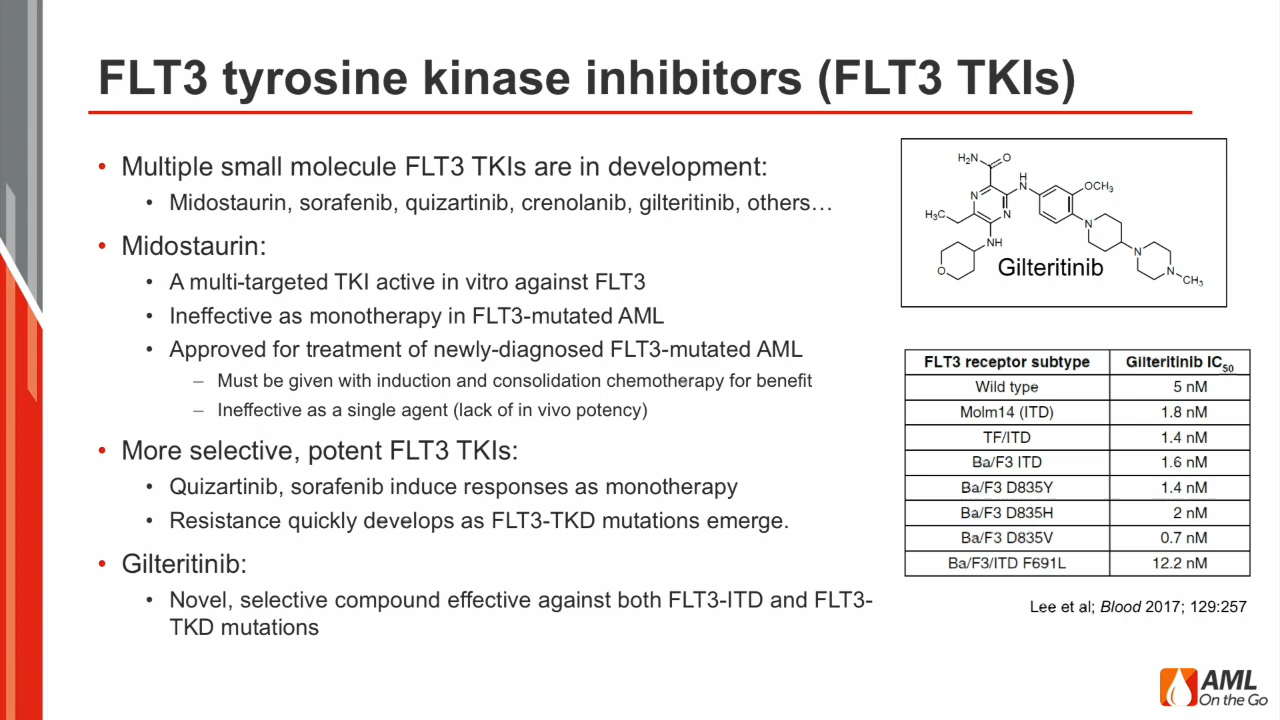 FLT3 tyrosine kinase inhibitors (FLT3 TKIs)
• Multiple small molecule FLT3 TKIs are in development:
• Midostaurin, sorafenib, quizartinib, crenolanib, gilteritinib, others…
• Midostaurin:
• A multi-targeted TKI active in vitro against FLT3
• Ineffective as monotherapy in FLT3-mutated AML
• Approved for treatment of newly-diagnosed FLT3-mutated AML
– Must be given with induction and consolidation chemotherapy for benefit
– Ineffective as a single agent (lack of in vivo potency)
• More selective, potent FLT3 TKIs:
• Quizartinib, sorafenib induce responses as monotherapy
• Resistance quickly develops as FLT3-TKD mutations emerge.
• Gilteritinib:
• Novel, selective compound effective against both FLT3-ITD and FLT3-
TKD mutations
H₂N O
H
N N OCH₃
H₃C N N
NH N
O Gilteritinib N CH₃
FLT3 receptor subtype Gilteritinib IC₅₀
Wild type 5 nM
Molm14 (ITD) 1.8 nM
TF/ITD 1.4 nM
Ba/F3 ITD 1.6 nM
Ba/F3 D835Y 1.4 nM
Ba/F3 D835H 2 nM
Ba/F3 D835V 0.7 nM
Ba/F3/ITD F691L 12.2 nM
Lee et al; Blood 2017; 129:257
AML
On the Go